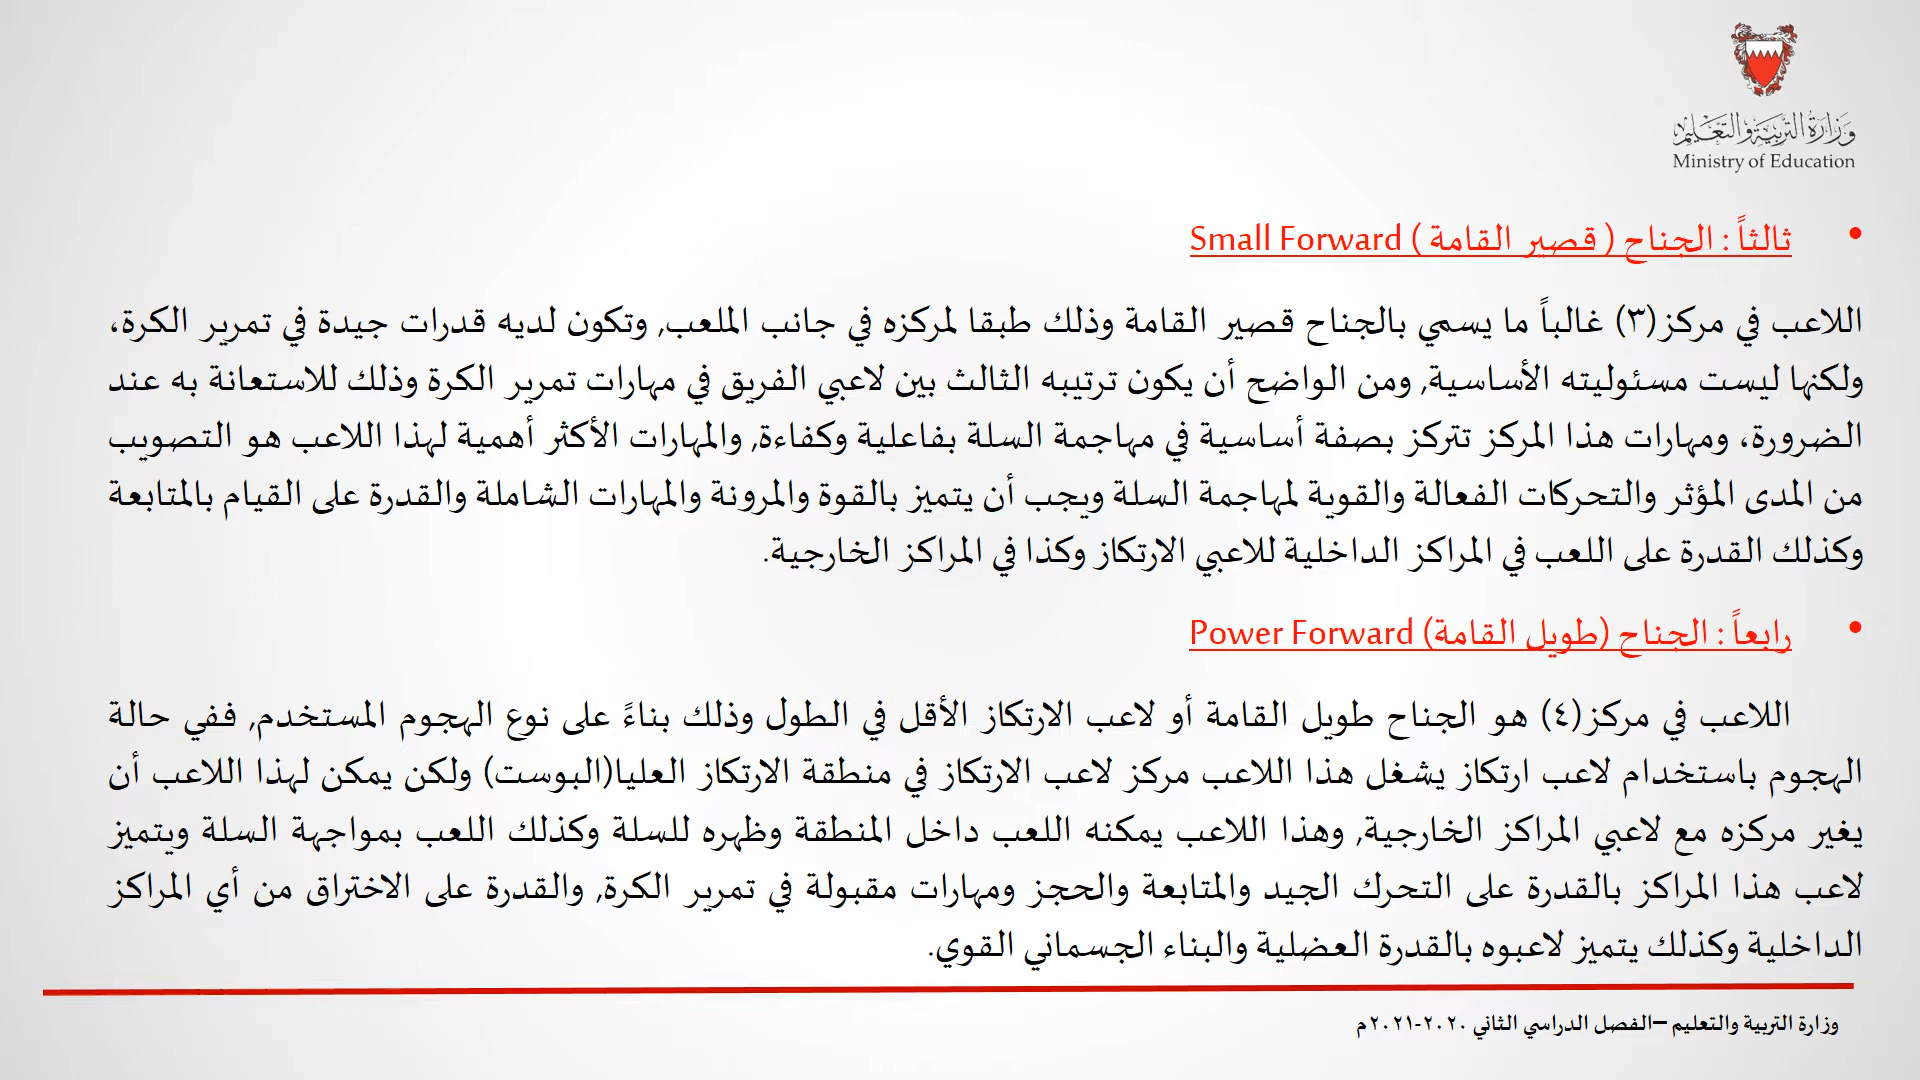 وزارة التربية والتعليم
Ministry of Education
• ثالثاً : الجناح ( قصير القامة ) Small Forward
اللاعب في مركز(٣) غالباً ما يسمي بالجناح قصير القامة وذلك طبقا لمركزه في جانب الملعب, وتكون لديه قدرات جيدة في تمرير الكرة،
ولكنها ليست مسئوليته الأساسية, ومن الواضح أن يكون ترتيبه الثالث بين لاعبي الفريق في مهارات تمرير الكرة وذلك للاستعانة به عند
الضرورة، ومهارات هذا المركز تتركز بصفة أساسية في مهاجمة السلة بفاعلية وكفاءة, والمهارات الأكثر أهمية لهذا اللاعب هو التصويب
من المدى المؤثر والتحركات الفعالة والقوية لمهاجمة السلة ويجب أن يتميز بالقوة والمرونة والمهارات الشاملة والقدرة على القيام بالمتابعة
وكذلك القدرة على اللعب في المراكز الداخلية للاعبي الارتكاز وكذا في المراكز الخارجية.
• رابعاً : الجناح (طويل القامة) Power Forward
اللاعب في مركز(٤) هو الجناح طويل القامة أو لاعب الارتكاز الأقل في الطول وذلك بناءً على نوع الهجوم المستخدم, ففي حالة
الهجوم باستخدام لاعب ارتكاز يشغل هذا اللاعب مركز لاعب الارتكاز في منطقة الارتكاز العليا(البوست) ولكن يمكن لهذا اللاعب أن
يغير مركزه مع لاعبي المراكز الخارجية, وهذا اللاعب يمكنه اللعب داخل المنطقة وظهره للسلة وكذلك اللعب بمواجهة السلة ويتميز
لاعب هذا المراكز بالقدرة على التحرك الجيد والمتابعة والحجز ومهارات مقبولة في تمرير الكرة, والقدرة على الاختراق من أي المراكز
الداخلية وكذلك يتميز لاعبوه بالقدرة العضلية والبناء الجسماني القوي.
وزارة التربية والتعليم –الفصل الدراسي الثاني ٢٠٢٠-٢٠٢١م